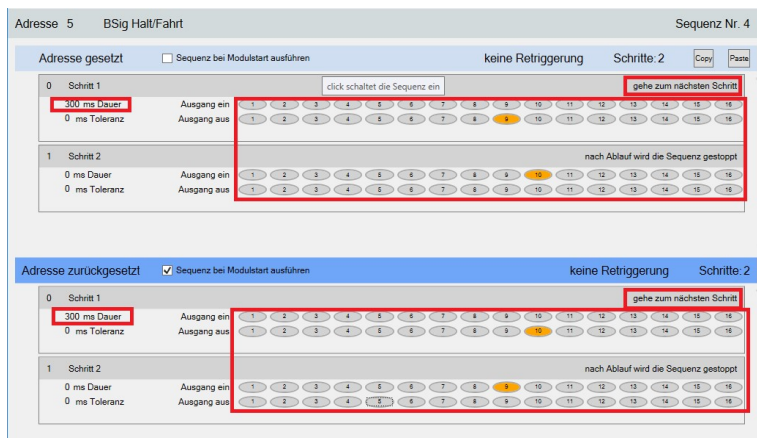 Adresse 5 BSig Halt/Fahrt Sequenz Nr. 4
Adresse gesetzt Sequenz bei Modulstart ausführen keine Retriggerung Schritte: 2 Copy Paste
0 Schritt 1 click schaltet die Sequenz ein gehe zum nächsten Schritt
300 ms Dauer Ausgang ein 1 2 3 4 5 6 7 8 9 10 11 12 13 14 15 16
0 ms Toleranz Ausgang aus 1 2 3 4 5 6 7 8 9 10 11 12 13 14 15 16
1 Schritt 2 nach Ablauf wird die Sequenz gestoppt
0 ms Dauer Ausgang ein 1 2 3 4 5 6 7 8 9 10 11 12 13 14 15 16
0 ms Toleranz Ausgang aus 1 2 3 4 5 6 7 8 9 10 11 12 13 14 15 16
Adresse zurückgesetzt Sequenz bei Modulstart ausführen keine Retriggerung Schritte: 2
0 Schritt 1 gehe zum nächsten Schritt
300 ms Dauer Ausgang ein 1 2 3 4 5 6 7 8 9 10 11 12 13 14 15 16
0 ms Toleranz Ausgang aus 1 2 3 4 5 6 7 8 9 10 11 12 13 14 15 16
1 Schritt 2 nach Ablauf wird die Sequenz gestoppt
0 ms Dauer Ausgang ein 1 2 3 4 5 6 7 8 9 10 11 12 13 14 15 16
0 ms Toleranz Ausgang aus 1 2 3 4 5 6 7 8 9 10 11 12 13 14 15 16